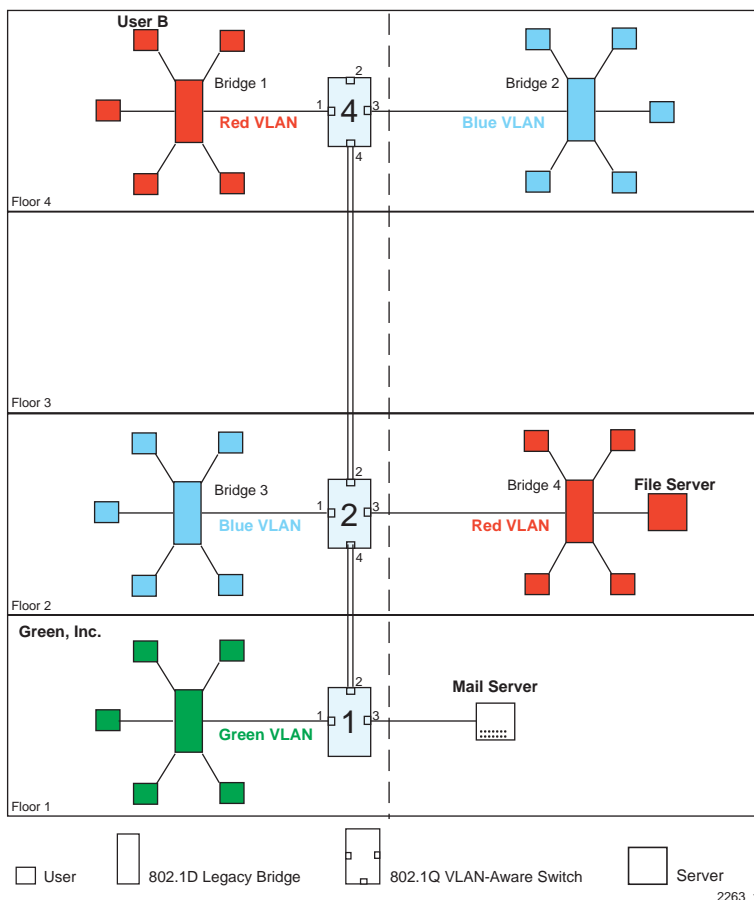 User B
2
Bridge 1
Bridge 2
1
4
3
Red VLAN
Blue VLAN
4
Floor 4
Floor 3
2
Bridge 3
Bridge 4
File Server
1
2
3
Blue VLAN
Red VLAN
4
Floor 2
Green, Inc.
2
Mail Server
1
1
3
Green VLAN
Floor 1
User
802.1D Legacy Bridge
802.1Q VLAN-Aware Switch
Server
2263